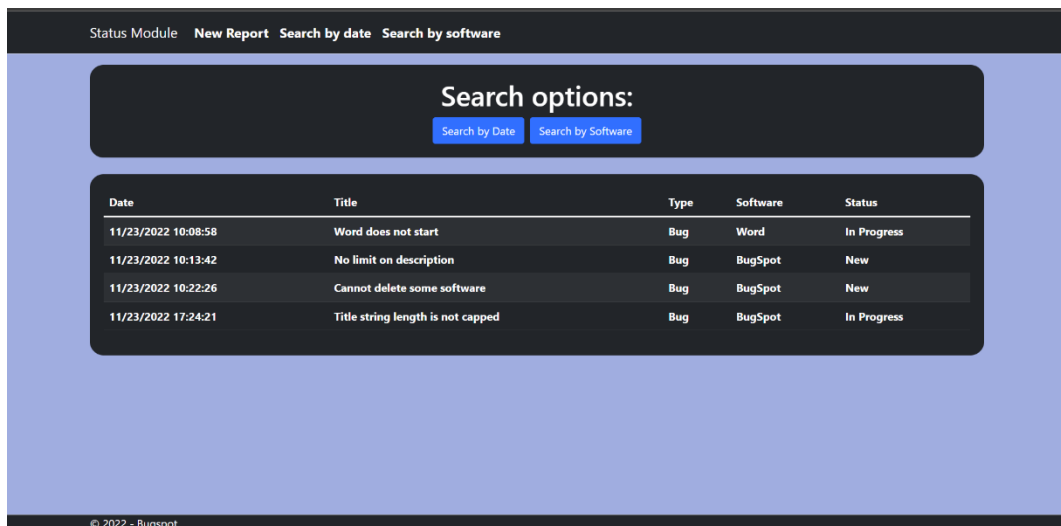 Status Module New Report Search by date Search by software
Search options:
Search by Date Search by Software
Date Title Type Software Status
11/23/2022 10:08:58 Word does not start Bug Word In Progress
11/23/2022 10:13:42 No limit on description Bug BugSpot New
11/23/2022 10:22:26 Cannot delete some software Bug BugSpot New
11/23/2022 17:24:21 Title string length is not capped Bug BugSpot In Progress
© 2022 - Bugspot